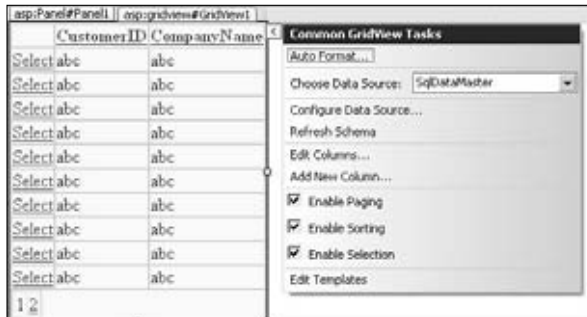 asp:Panel#Panel1 asp:gridview#GridView1
CustomerID CompanyName
Select abc abc
Select abc abc
Select abc abc
Select abc abc
Select abc abc
Select abc abc
Select abc abc
Select abc abc
Select abc abc
Select abc abc
1 2
Common GridView Tasks
Auto Format...
Choose Data Source: SqlDataMaster
Configure Data Source...
Refresh Schema
Edit Columns...
Add New Column...
Enable Paging
Enable Sorting
Enable Selection
Edit Templates